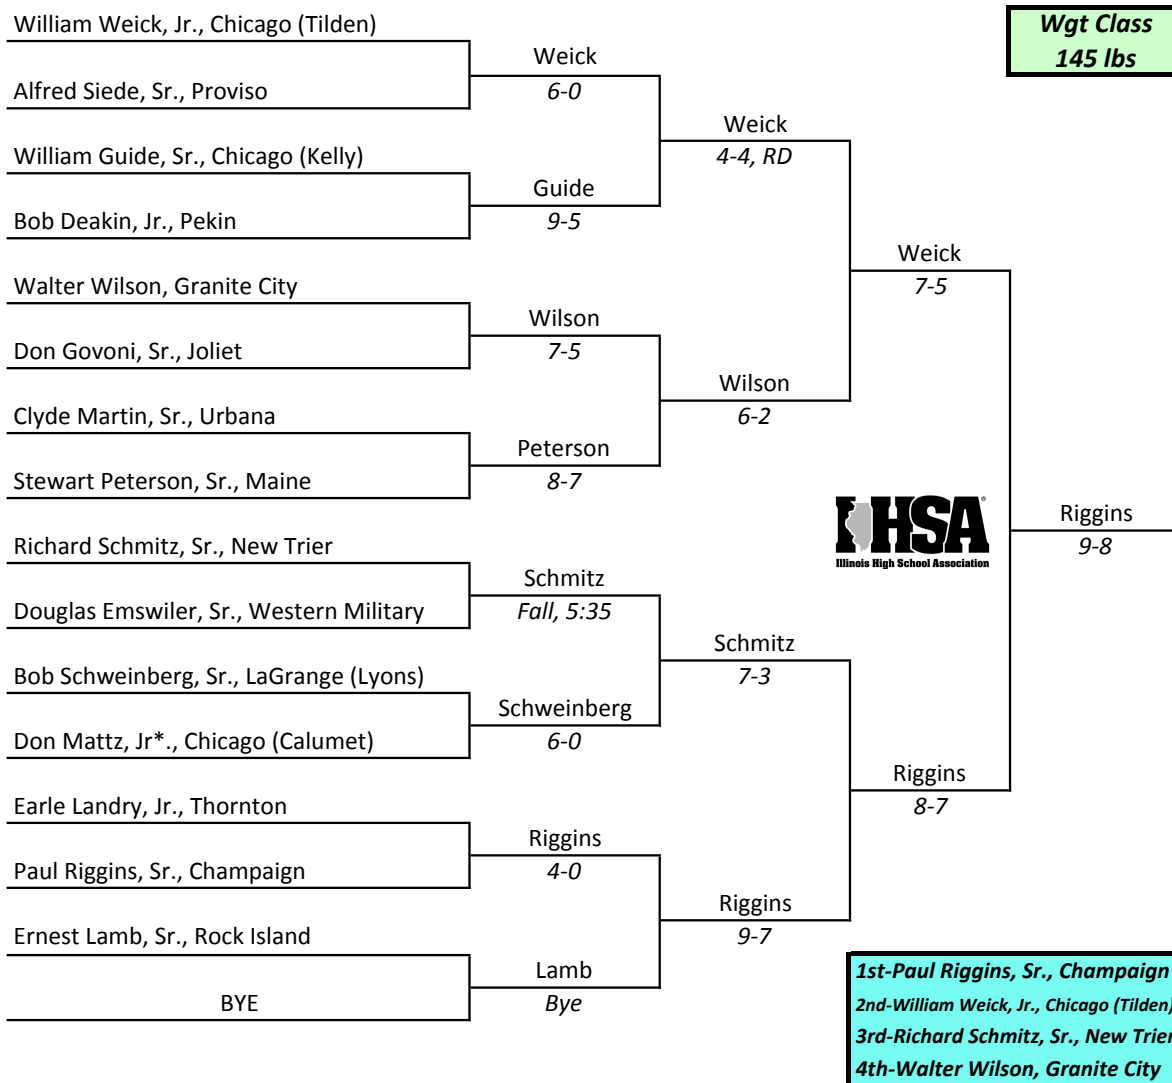 William Weick, Jr., Chicago (Tilden)
Wgt Class
145 lbs
Weick
6-0
Alfred Siede, Sr., Proviso
Weick
4-4, RD
William Guide, Sr., Chicago (Kelly)
Guide
9-5
Bob Deakin, Jr., Pekin
Weick
7-5
Walter Wilson, Granite City
Wilson
7-5
Don Govoni, Sr., Joliet
Wilson
6-2
Clyde Martin, Sr., Urbana
Peterson
8-7
Stewart Peterson, Sr., Maine
IHSA®
Illinois High School Association
Riggins
9-8
Richard Schmitz, Sr., New Trier
Schmitz
Fall, 5:35
Douglas Emswiler, Sr., Western Military
Schmitz
7-3
Bob Schweinberg, Sr., LaGrange (Lyons)
Schweinberg
6-0
Don Mattz, Jr*., Chicago (Calumet)
Riggins
8-7
Earle Landry, Jr., Thornton
Riggins
4-0
Paul Riggins, Sr., Champaign
Riggins
9-7
Ernest Lamb, Sr., Rock Island
Lamb
Bye
BYE
1st-Paul Riggins, Sr., Champaign
2nd-William Weick, Jr., Chicago (Tilden)
3rd-Richard Schmitz, Sr., New Trier
4th-Walter Wilson, Granite City